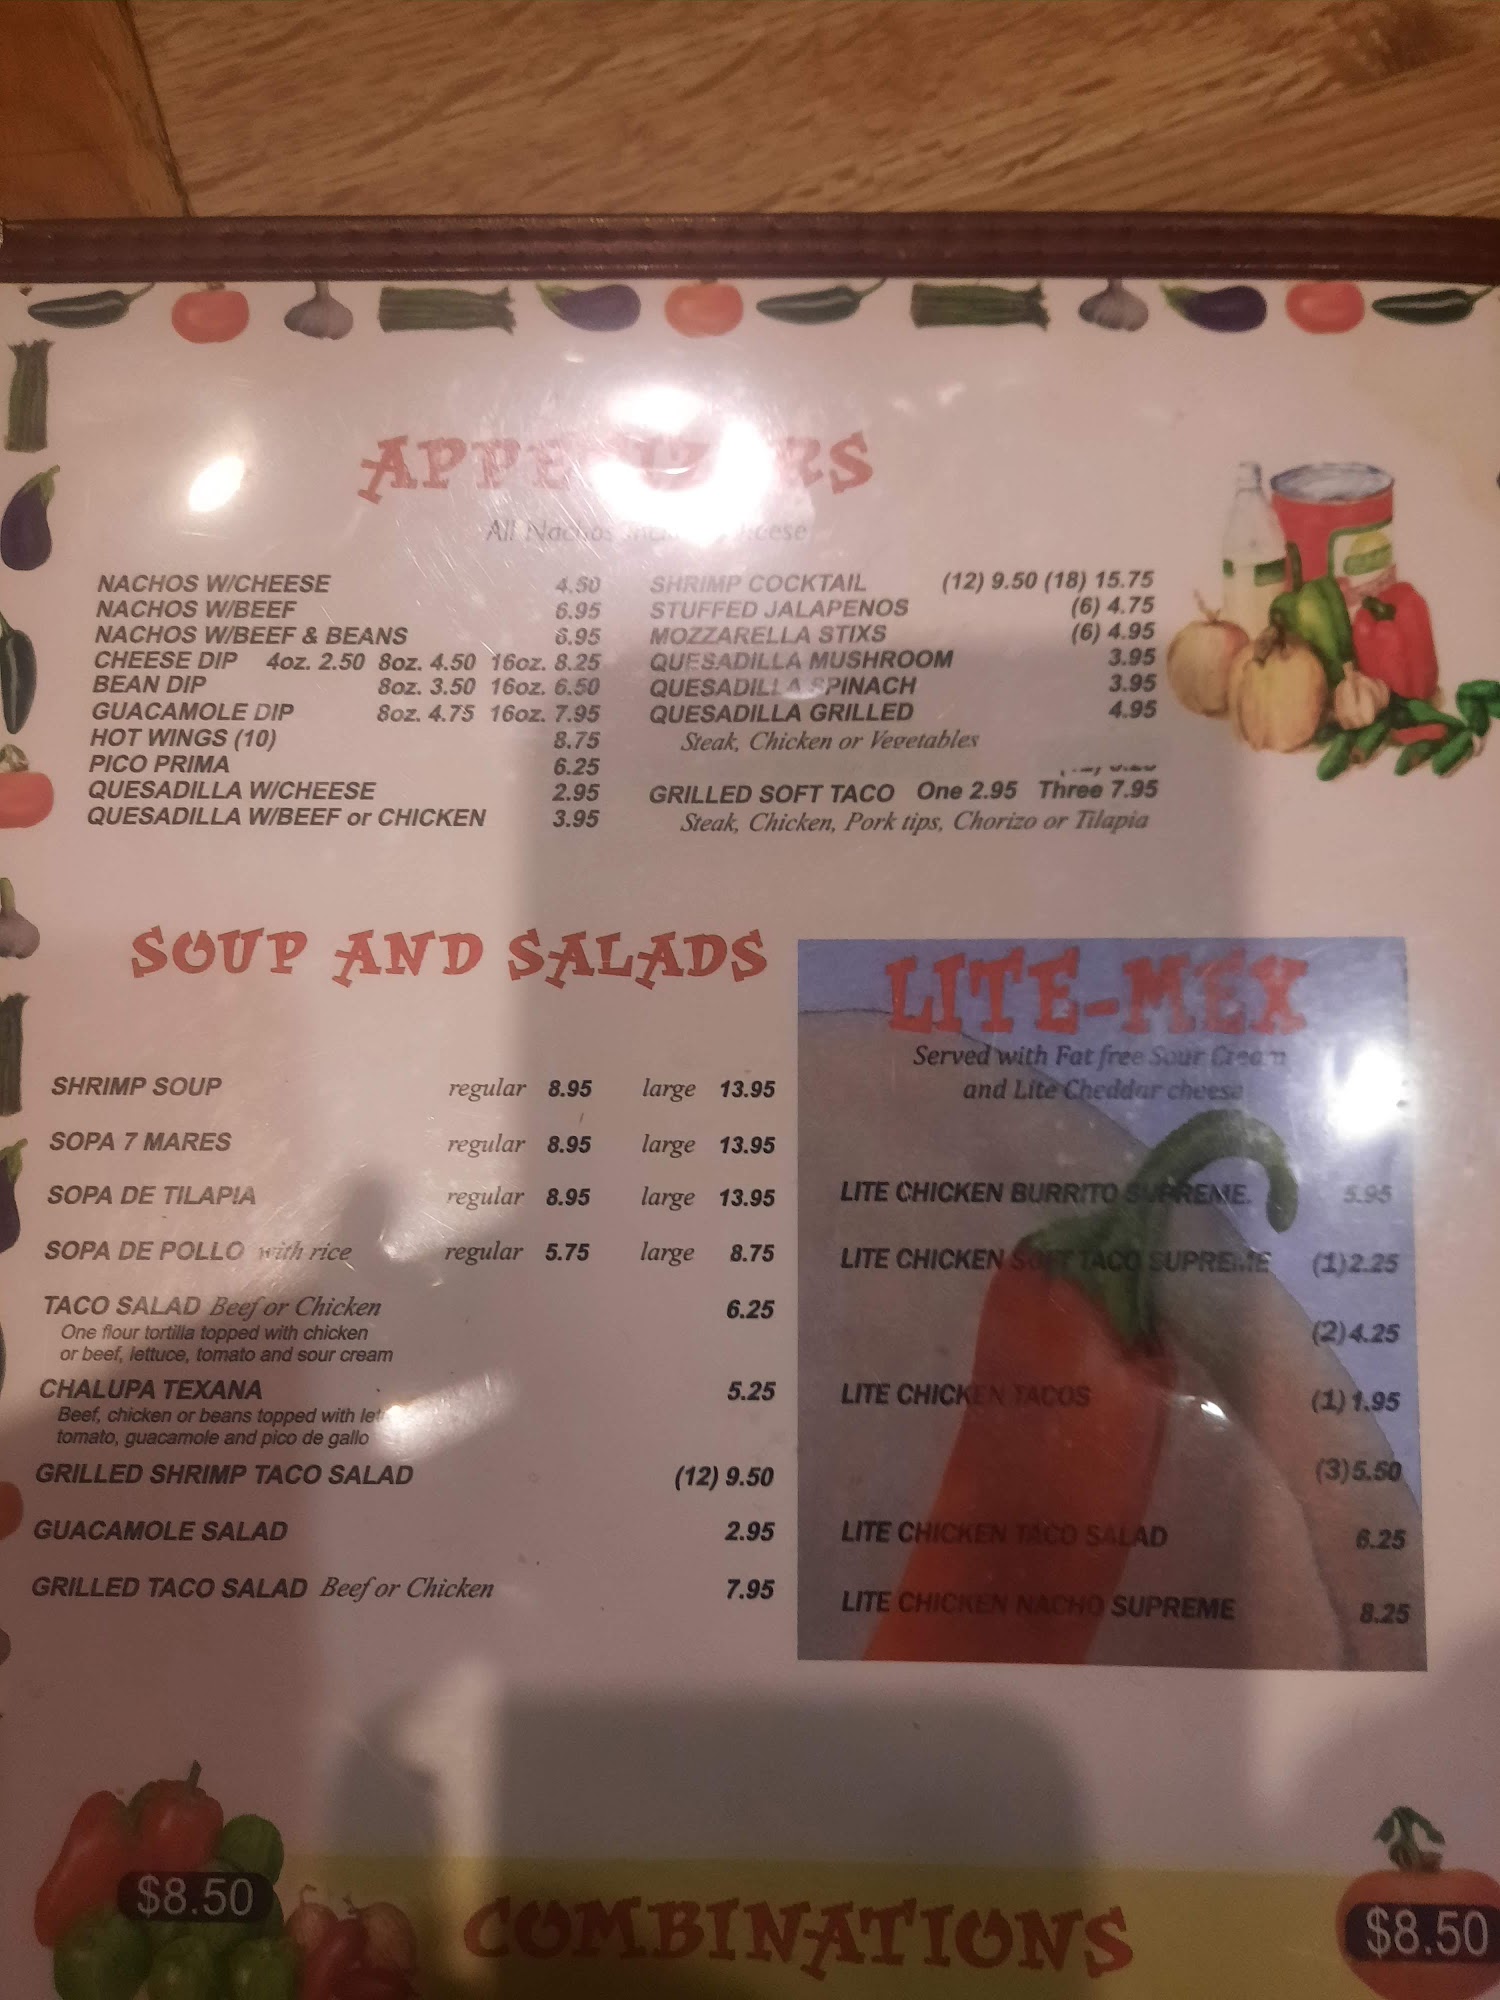 APPETIZERS
All Nachos include cheese
NACHOS W/CHEESE 4.50
NACHOS W/BEEF 6.95
NACHOS W/BEEF & BEANS 6.95
CHEESE DIP 4oz. 2.50 8oz. 4.50 16oz. 8.25
BEAN DIP 8oz. 3.50 16oz. 6.50
GUACAMOLE DIP 8oz. 4.75 16oz. 7.95
HOT WINGS (10) 8.75
PICO PRIMA 6.25
QUESADILLA W/CHEESE 2.95
QUESADILLA W/BEEF or CHICKEN 3.95
SHRIMP COCKTAIL (12) 9.50 (18) 15.75
STUFFED JALAPENOS (6) 4.75
MOZZARELLA STIXS (6) 4.95
QUESADILLA MUSHROOM 3.95
QUESADILLA SPINACH 3.95
QUESADILLA GRILLED 4.95
Steak, Chicken or Vegetables
GRILLED SOFT TACO One 2.95 Three 7.95
Steak, Chicken, Pork tips, Chorizo or Tilapia
SOUP AND SALADS
SHRIMP SOUP regular 8.95 large 13.95
SOPA 7 MARES regular 8.95 large 13.95
SOPA DE TILAPIA regular 8.95 large 13.95
SOPA DE POLLO with rice regular 5.75 large 8.75
TACO SALAD Beef or Chicken 6.25
One flour tortilla topped with chicken
or beef, lettuce, tomato and sour cream
CHALUPA TEXANA 5.25
Beef, chicken or beans topped with
tomato, guacamole and pico de gallo
GRILLED SHRIMP TACO SALAD (12) 9.50
GUACAMOLE SALAD 2.95
GRILLED TACO SALAD Beef or Chicken 7.95
LITE-MEX
Served with Fat free Sour Cream
and Lite Cheddar cheese
LITE CHICKEN BURRITO SUPREME. 5.95
LITE CHICKEN SOFT TACO SUPREME (1) 2.25
(2) 4.25
LITE CHICKEN TACOS (1) 1.95
(3) 5.50
LITE CHICKEN TACO SALAD 6.25
LITE CHICKEN NACHO SUPREME 8.25
$8.50 COMBINATIONS $8.50